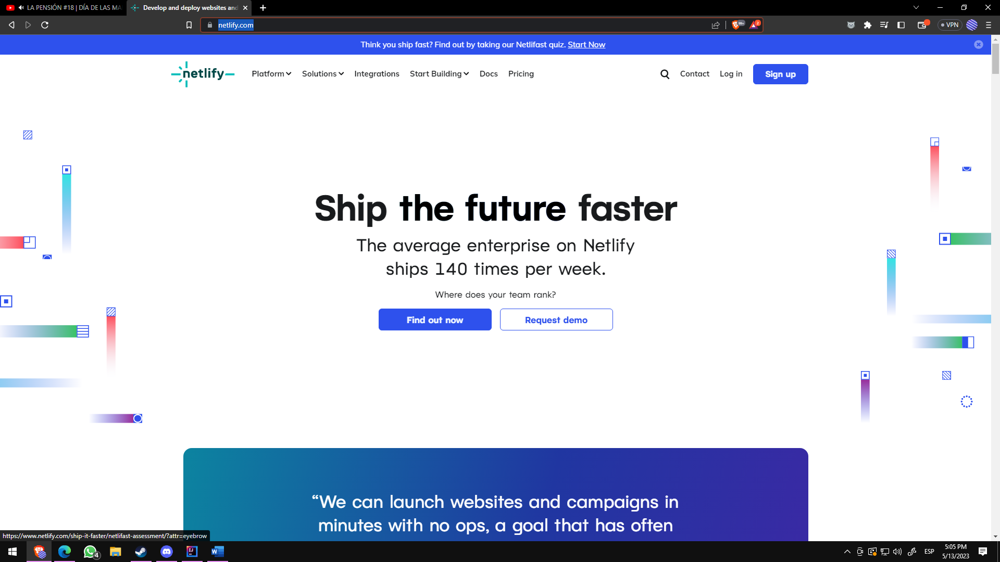 LA PENSIÓN #18 | DÍA DE LAS MA
Develop and deploy websites and
netlify.com
99+
2
VPN
Think you ship fast? Find out by taking our Netlifast quiz. Start Now
netlify
Platform
Solutions
Integrations
Start Building
Docs
Pricing
Contact
Log in
Sign up
Ship the future faster
The average enterprise on Netlify
ships 140 times per week.
Where does your team rank?
Find out now
Request demo
“We can launch websites and campaigns in
minutes with no ops, a goal that has often
https://www.netlify.com/ship-it-faster/netlifast-assessment/?attr=eyebrow
4
IJ
W
ESP
5:05 PM
5/13/2023